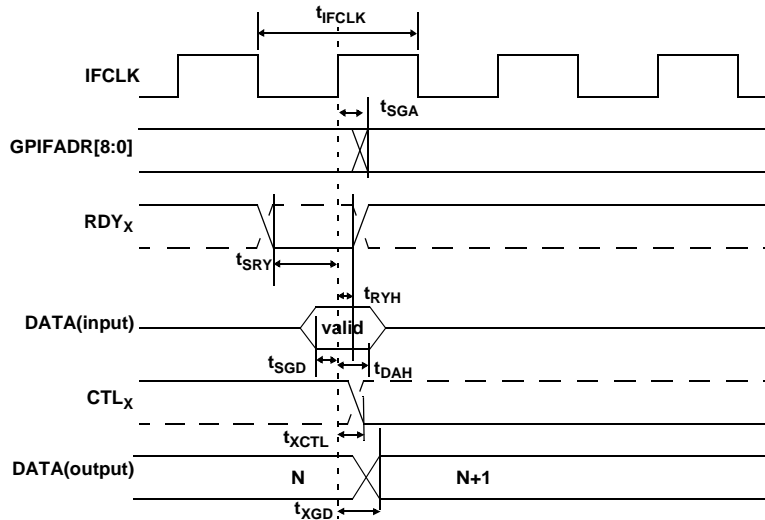 tIFCLK
IFCLK
tSGA
GPIFADR[8:0]
RDYX
tSRY
tRYH
DATA(input)
valid
tSGD
tDAH
CTLX
tXCTL
DATA(output)
N
N+1
tXGD